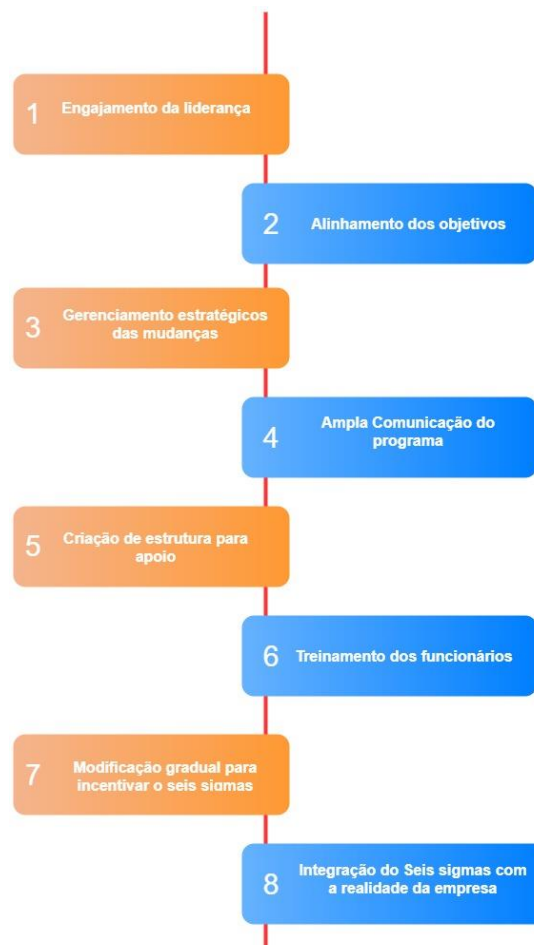 1
Engajamento da liderança
2
Alinhamento dos objetivos
3
Gerenciamento estratégicos
das mudanças
4
Ampla Comunicação do
programa
5
Criação de estrutura para
apoio
6
Treinamento dos funcionários
7
Modificação gradual para
incentivar o seis sigmas
8
Integração do Seis sigmas com
a realidade da empresa